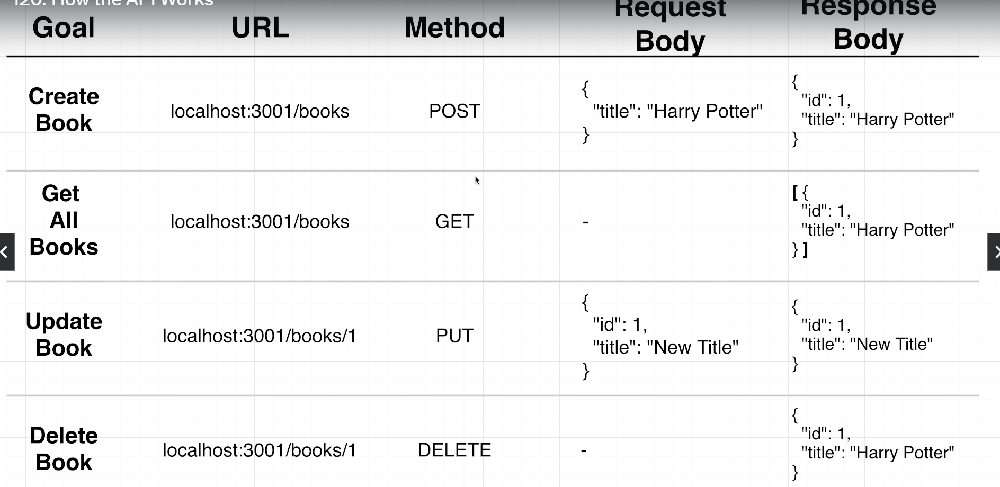 120. How the API Works
Goal
URL
Method
Request
Body
Response
Body
Create
Book
localhost:3001/books
POST
{
"title": "Harry Potter"
}
{
"id": 1,
"title": "Harry Potter"
}
Get
All
Books
localhost:3001/books
GET
-
[{
"id": 1,
"title": "Harry Potter"
}]
Update
Book
localhost:3001/books/1
PUT
{
"id": 1,
"title": "New Title"
}
{
"id": 1,
"title": "New Title"
}
Delete
Book
localhost:3001/books/1
DELETE
-
{
"id": 1,
"title": "Harry Potter"
}